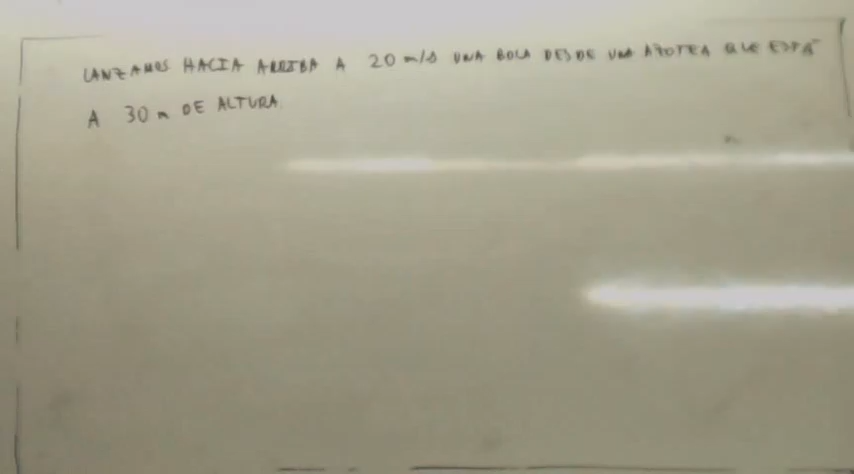 LANZAMOS HACIA ARRIBA A 20 m/s UNA BOLA DESDE UNA AZOTEA QUE ESTÁ
A 30 m DE ALTURA.